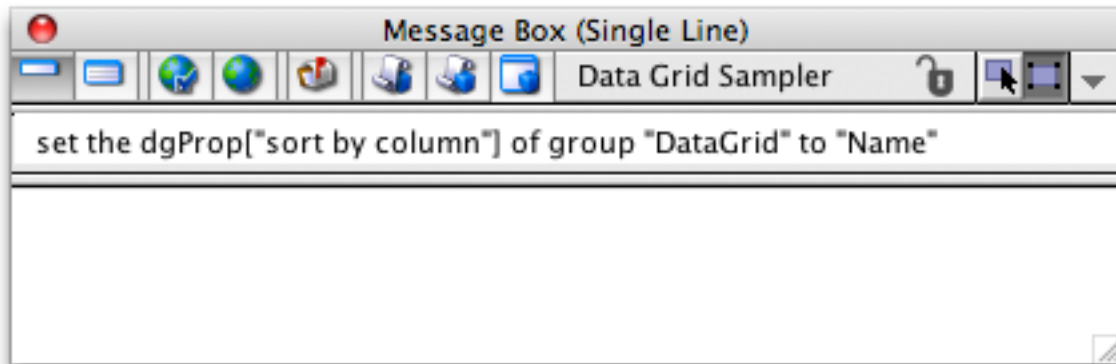 Message Box (Single Line)
Data Grid Sampler
set the dgProp["sort by column"] of group "DataGrid" to "Name"